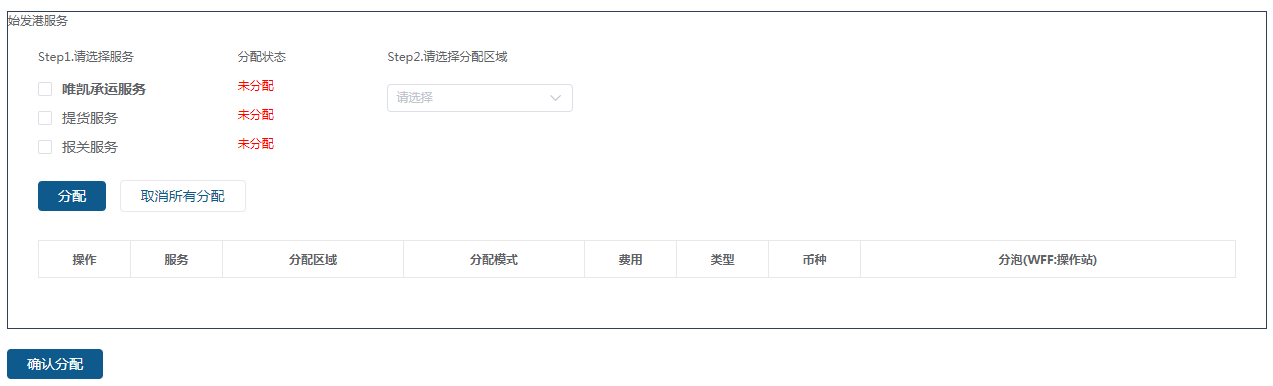 始发港服务
Step1.请选择服务 分配状态 Step2.请选择分配区域
唯凯承运服务 未分配 请选择
提货服务 未分配
报关服务 未分配
分配 取消所有分配
操作 服务 分配区域 分配模式 费用 类型 币种 分泡(WFF:操作站)
确认分配